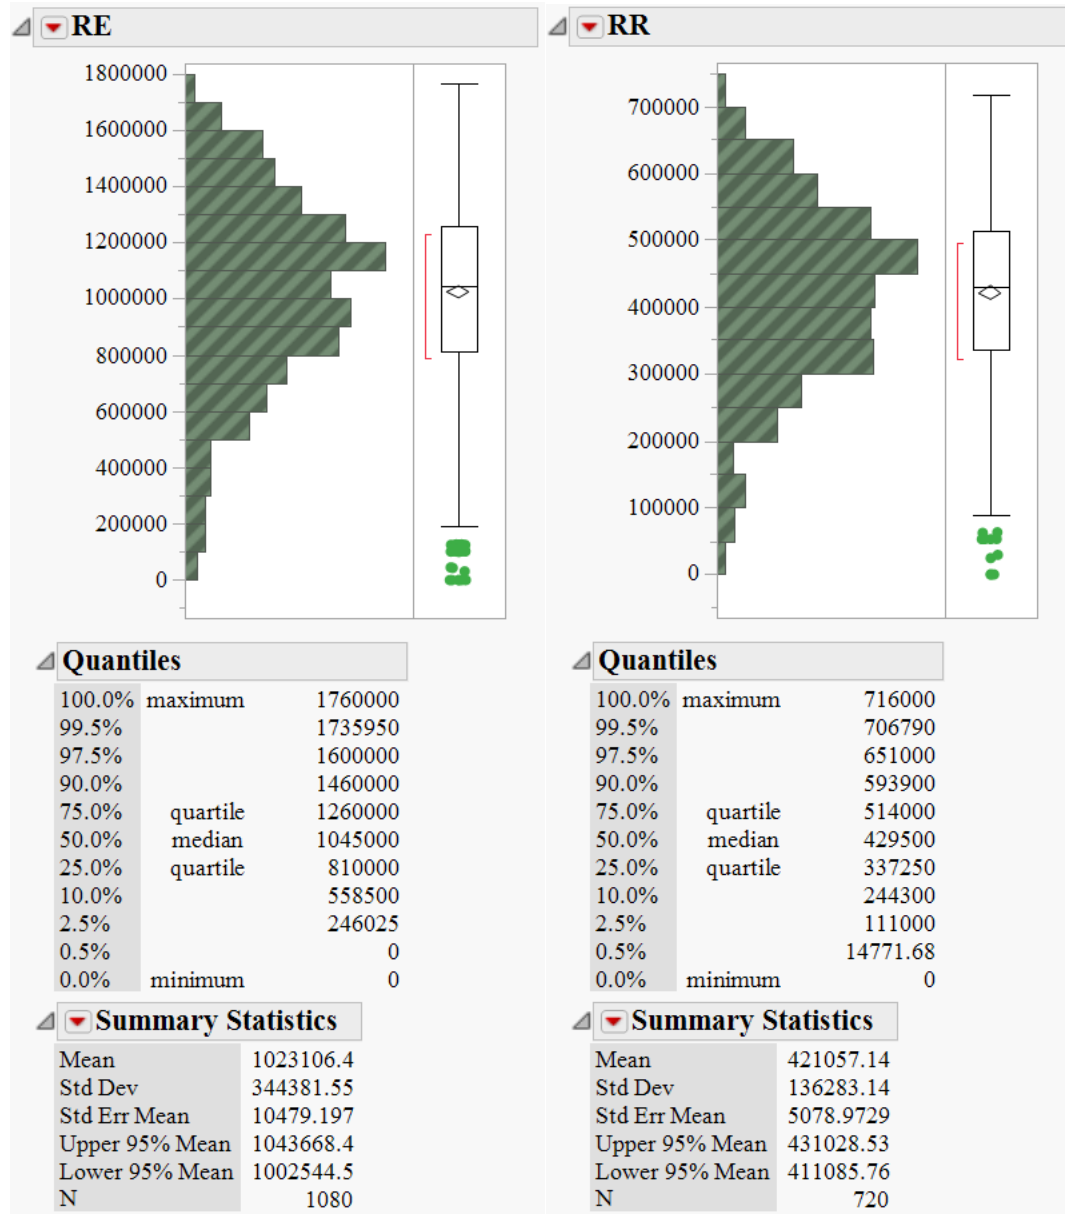 RE
1800000
1600000
1400000
1200000
1000000
800000
600000
400000
200000
0
Quantiles
100.0% maximum 1760000
99.5% 1735950
97.5% 1600000
90.0% 1460000
75.0% quartile 1260000
50.0% median 1045000
25.0% quartile 810000
10.0% 558500
2.5% 246025
0.5% 0
0.0% minimum 0
Summary Statistics
Mean 1023106.4
Std Dev 344381.55
Std Err Mean 10479.197
Upper 95% Mean 1043668.4
Lower 95% Mean 1002544.5
N 1080
RR
700000
600000
500000
400000
300000
200000
100000
0
Quantiles
100.0% maximum 716000
99.5% 706790
97.5% 651000
90.0% 593900
75.0% quartile 514000
50.0% median 429500
25.0% quartile 337250
10.0% 244300
2.5% 111000
0.5% 14771.68
0.0% minimum 0
Summary Statistics
Mean 421057.14
Std Dev 136283.14
Std Err Mean 5078.9729
Upper 95% Mean 431028.53
Lower 95% Mean 411085.76
N 720